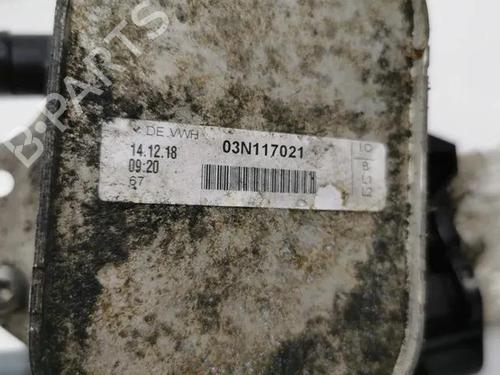 B-PARTS
DE VWH
14.12.18
03N117021
09:20
67